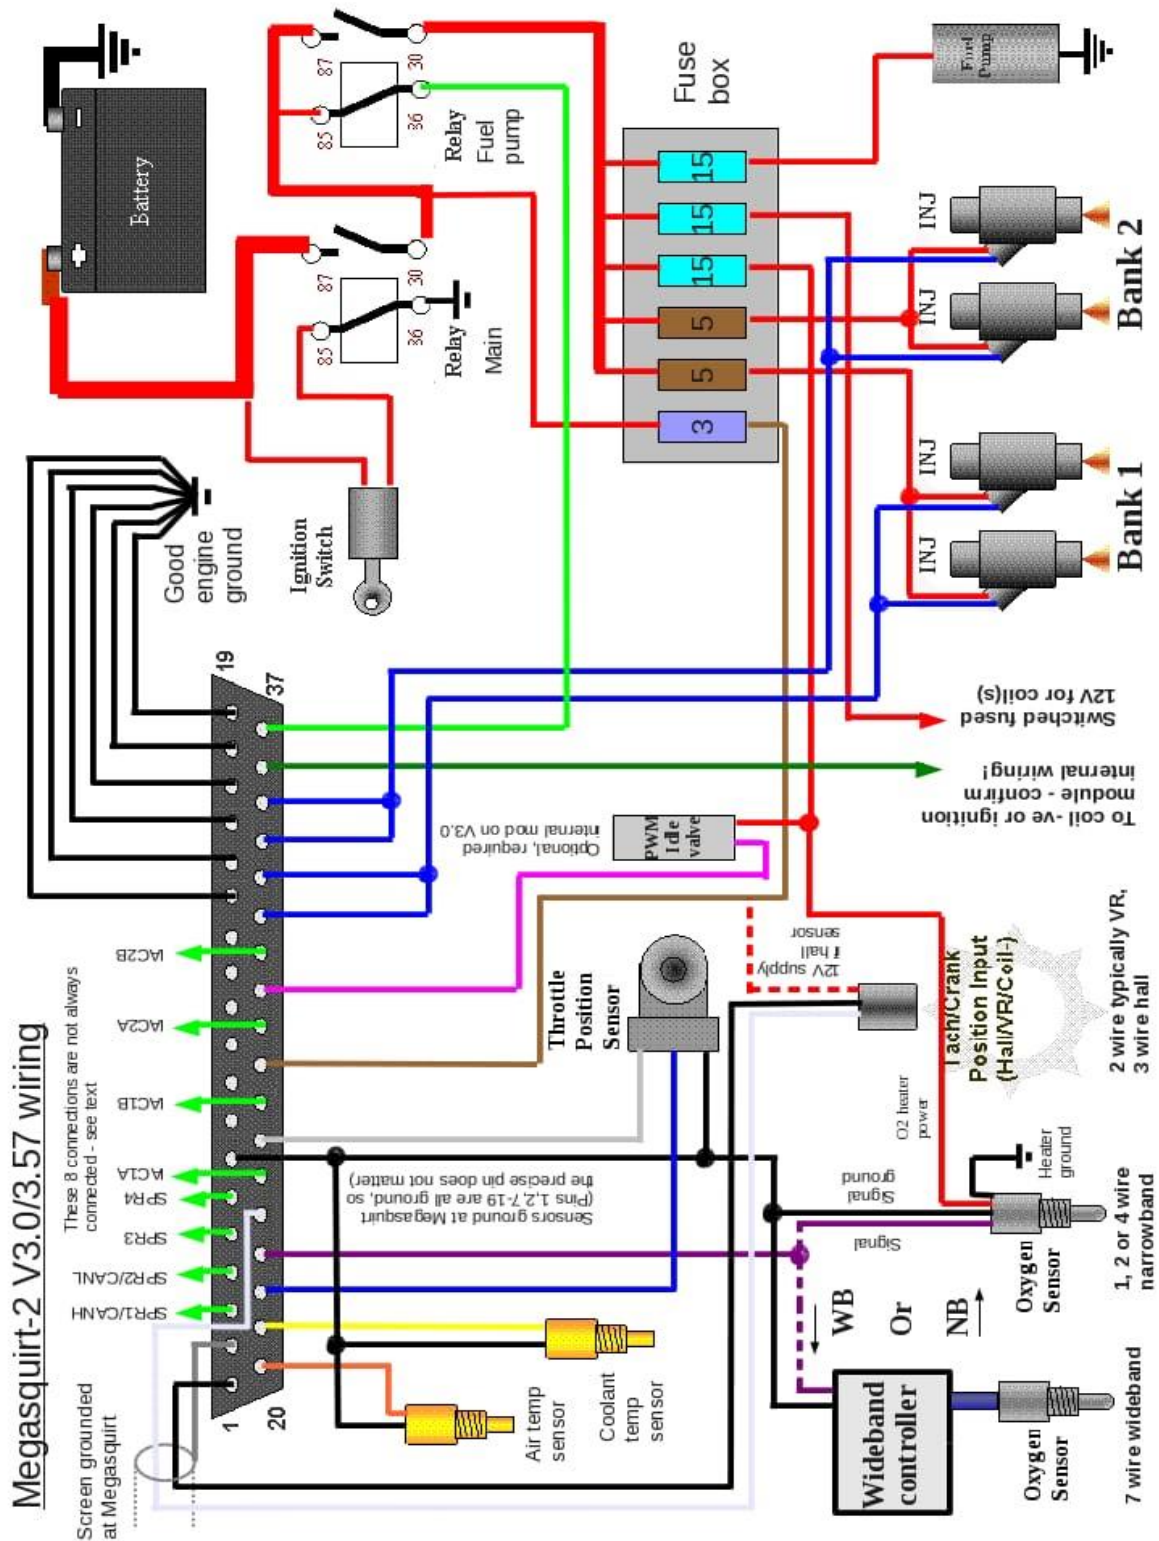 Megasquirt-2 V3.0/3.57 wiring
Screen grounded
at Megasquirt
These 8 connections are not always
connected - see text
SPR1/CANH
SPR2/CANL
SPR3
SPR4
IAC1A
IAC1B
IAC2A
IAC2B
1
19
20
37
Good
engine
ground
Battery
Ignition
Switch
87
85
30
86
Relay
Main
87
85
30
86
Relay
Fuel
pump
Fuse
box
3
5
5
15
15
15
Fuel
Pump
Air temp
sensor
Coolant
temp
sensor
Sensors ground at Megasquirt
(Pins 1,2,7-19 are all ground, so
the precise pin does not matter)
Throttle
Position
Sensor
Optional, required
internal mod on V3.0
PWM
Idle
valve
12V supply
if hall
sensor
Tach/Crank
Position Input
(Hall/VR/Coil-)
2 wire typically VR,
3 wire hall
To coil -ve or ignition
module - confirm
internal wiring!
Switched fused
12V for coil(s)
INJ
INJ
Bank 1
INJ
INJ
Bank 2
O2 heater
power
Signal
ground
Signal
Heater
ground
Oxygen
Sensor
1, 2 or 4 wire
narrowband
WB
Or
NB
Wideband
controller
Oxygen
Sensor
7 wire wideband